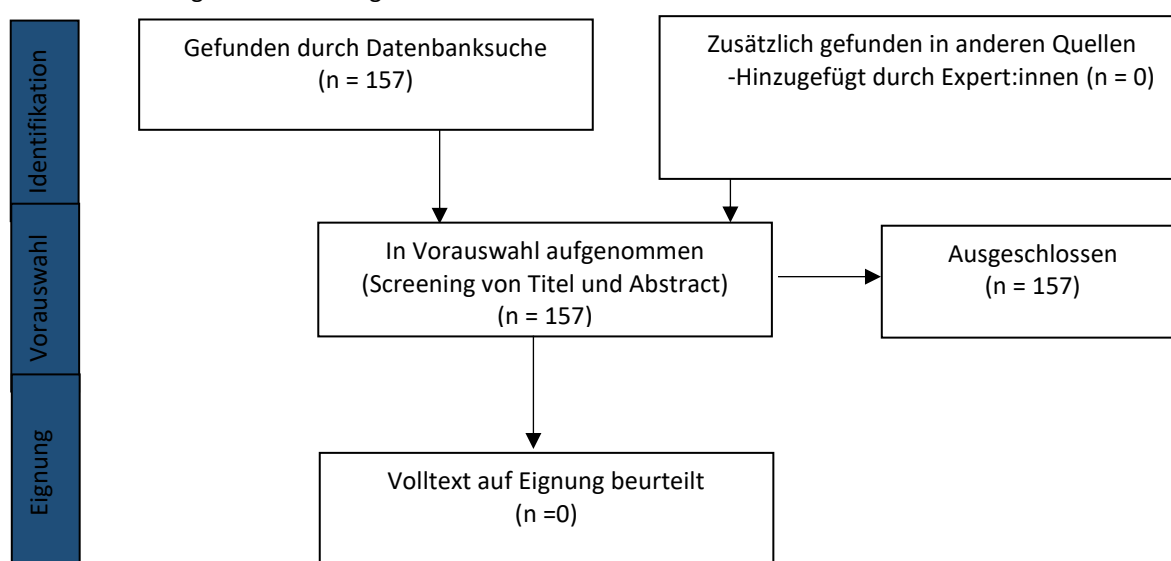 Identifikation
Gefunden durch Datenbanksuche
(n = 157)
Zusätzlich gefunden in anderen Quellen
-Hinzugefügt durch Expert:innen (n = 0)
Vorauswahl
In Vorauswahl aufgenommen
(Screening von Titel und Abstract)
(n = 157)
Ausgeschlossen
(n = 157)
Eignung
Volltext auf Eignung beurteilt
(n =0)